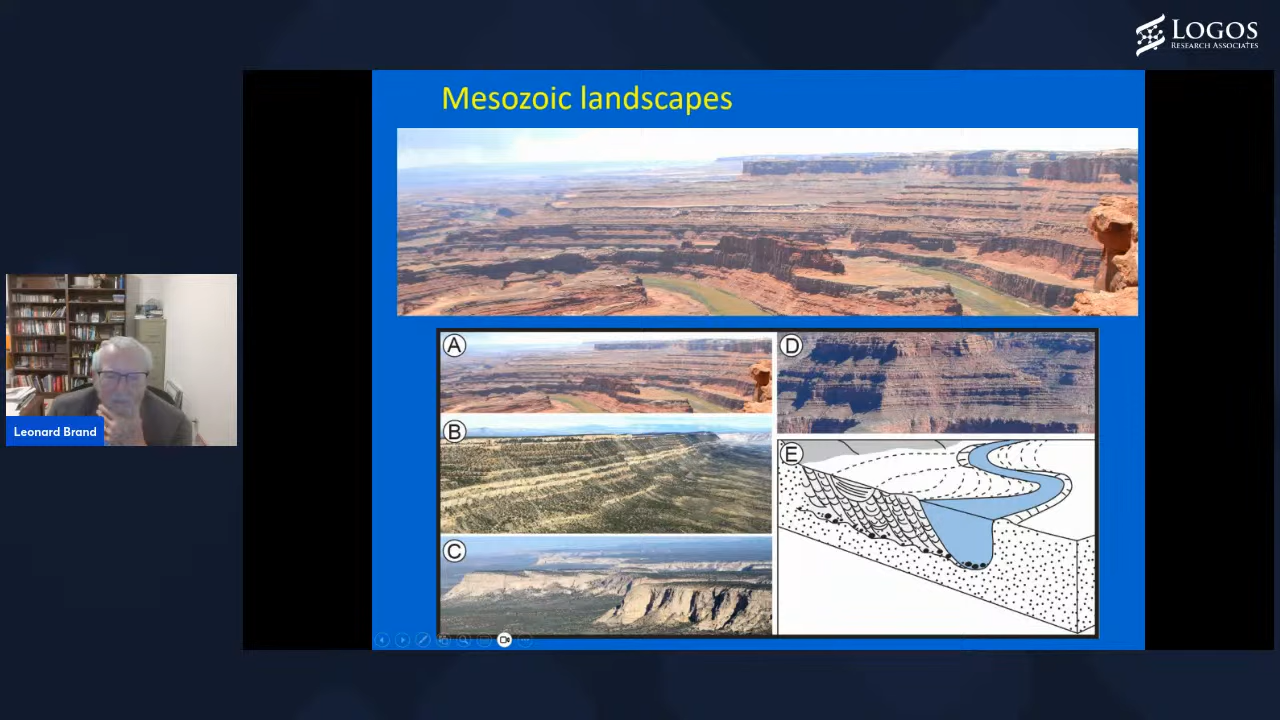 LOGOS
RESEARCH ASSOCIATES
Mesozoic landscapes
A
D
B
E
C
Leonard Brand